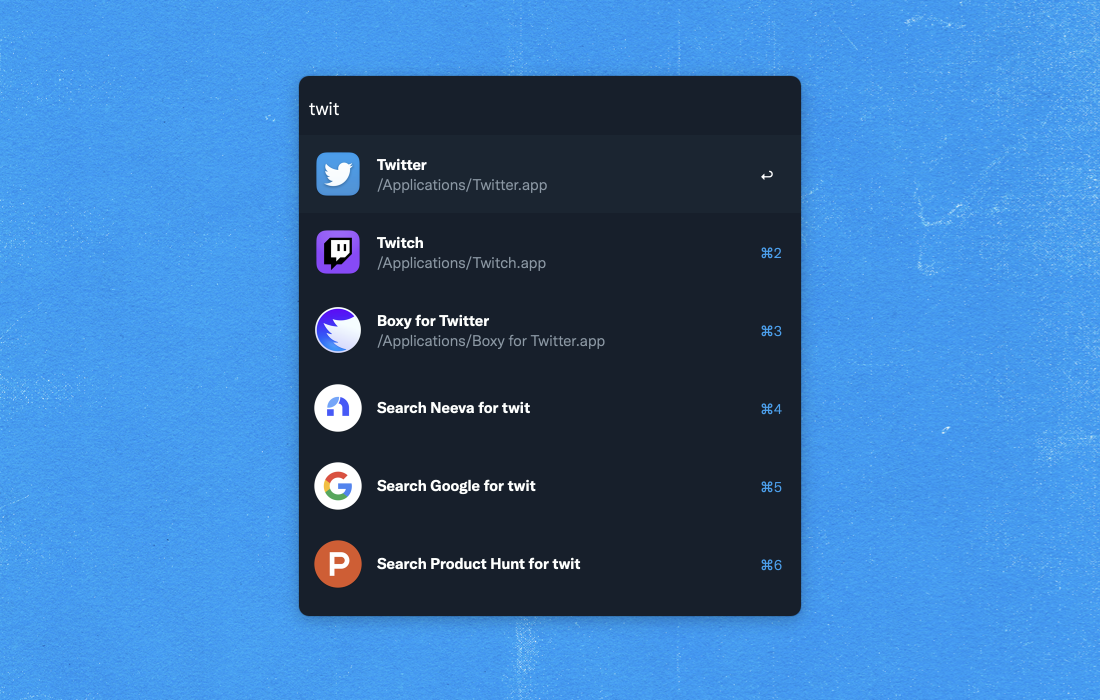 twit
Twitter
/Applications/Twitter.app
↩
Twitch
/Applications/Twitch.app
⌘2
Boxy for Twitter
/Applications/Boxy for Twitter.app
⌘3
Search Neeva for twit
⌘4
G
Search Google for twit
⌘5
P
Search Product Hunt for twit
⌘6